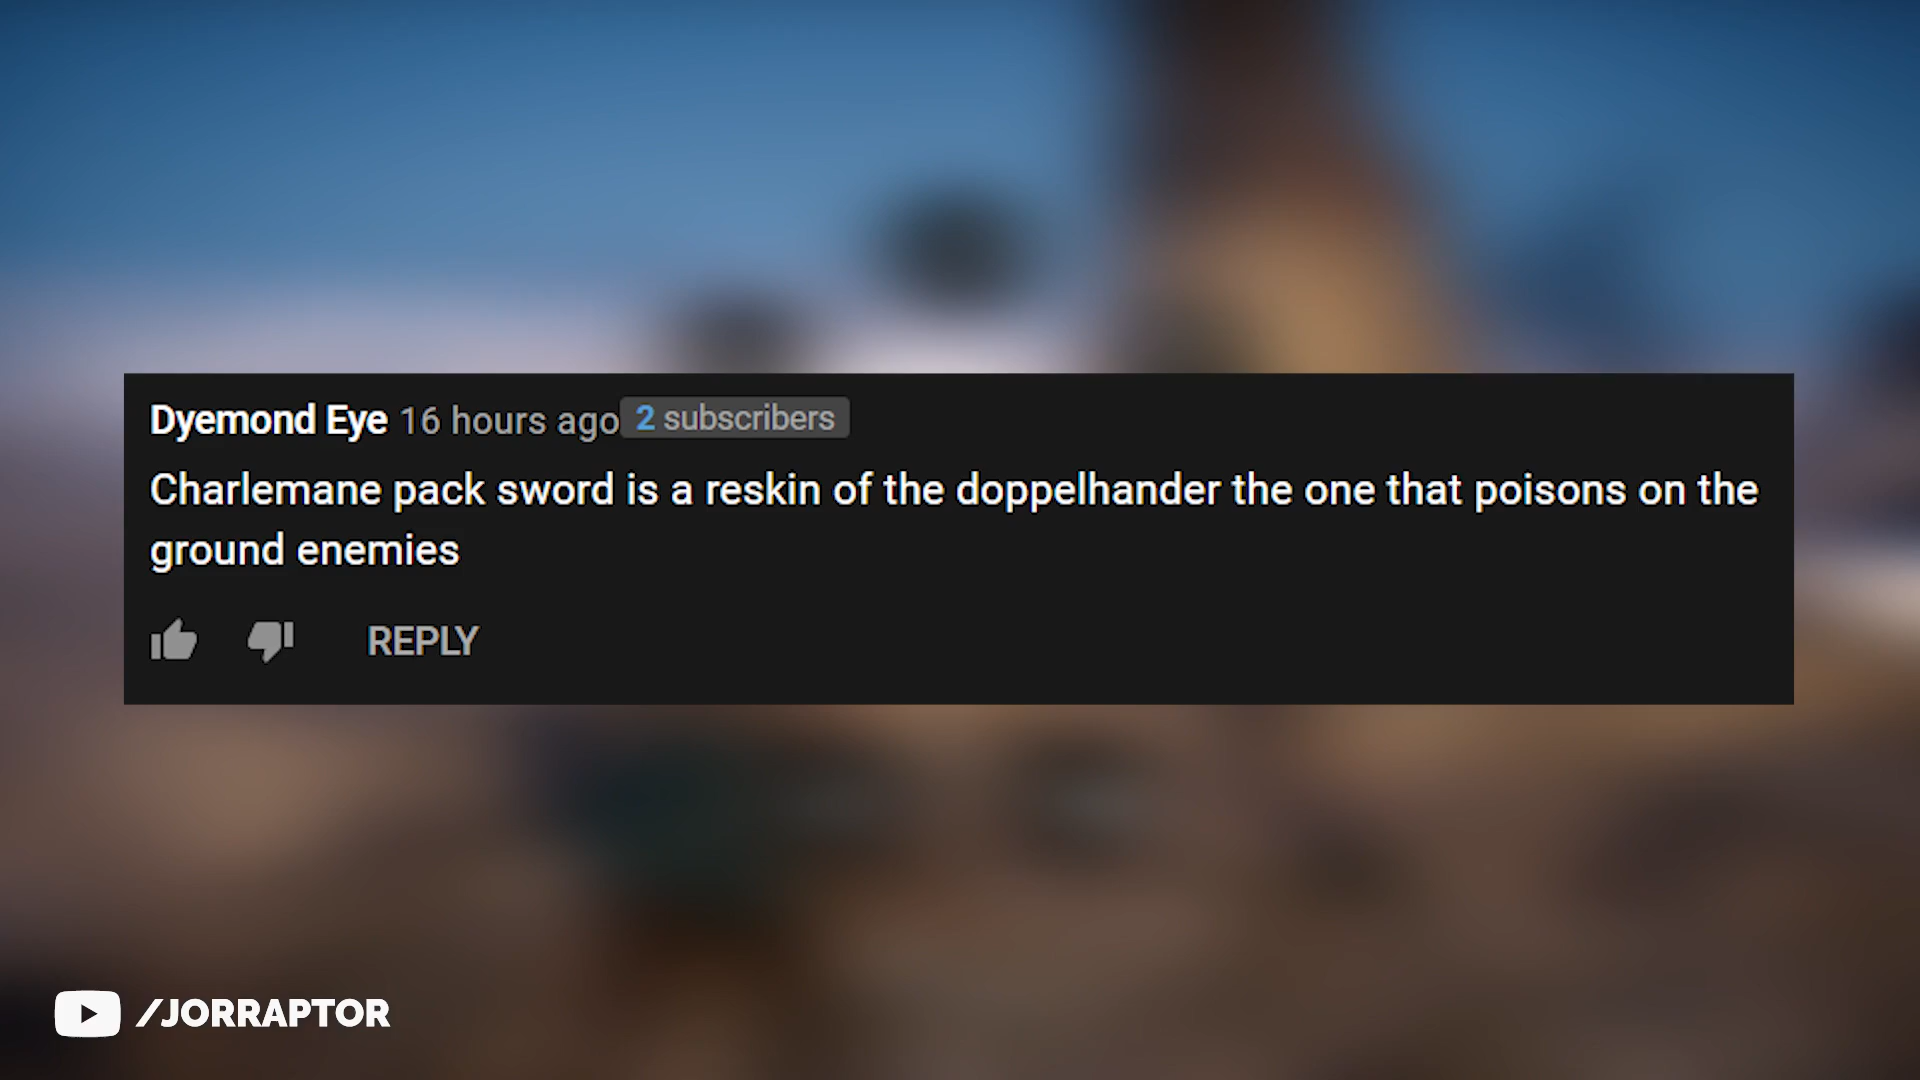 Dyemond Eye 16 hours ago 2 subscribers
Charlemane pack sword is a reskin of the doppelhander the one that poisons on the
ground enemies
REPLY
/JORRAPTOR